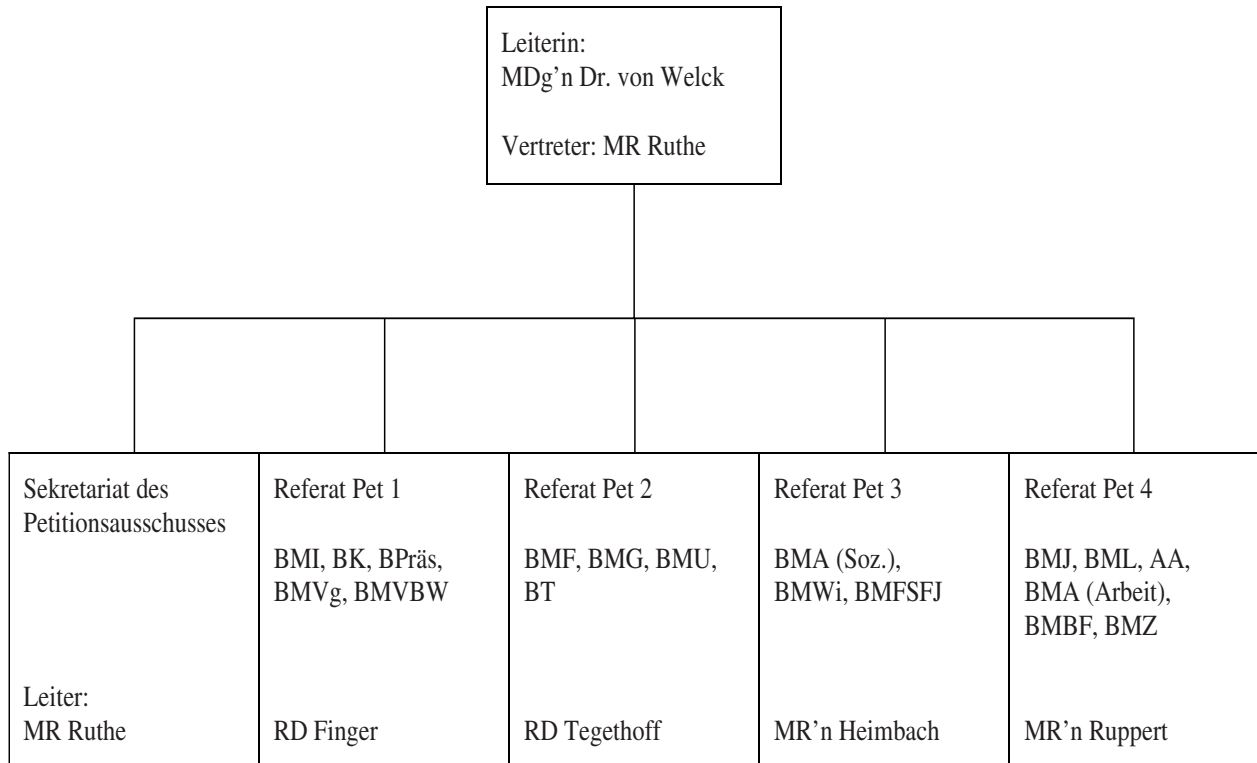 Leiterin:
MDg’n Dr. von Welck
Vertreter: MR Ruthe
Sekretariat des
Petitionsausschusses
Leiter:
MR Ruthe
Referat Pet 1
BMI, BK, BPräs,
BMVg, BMVBW
RD Finger
Referat Pet 2
BMF, BMG, BMU,
BT
RD Tegethoff
Referat Pet 3
BMA (Soz.),
BMWi, BMFSFJ
MR’n Heimbach
Referat Pet 4
BMJ, BML, AA,
BMA (Arbeit),
BMBF, BMZ
MR’n Ruppert